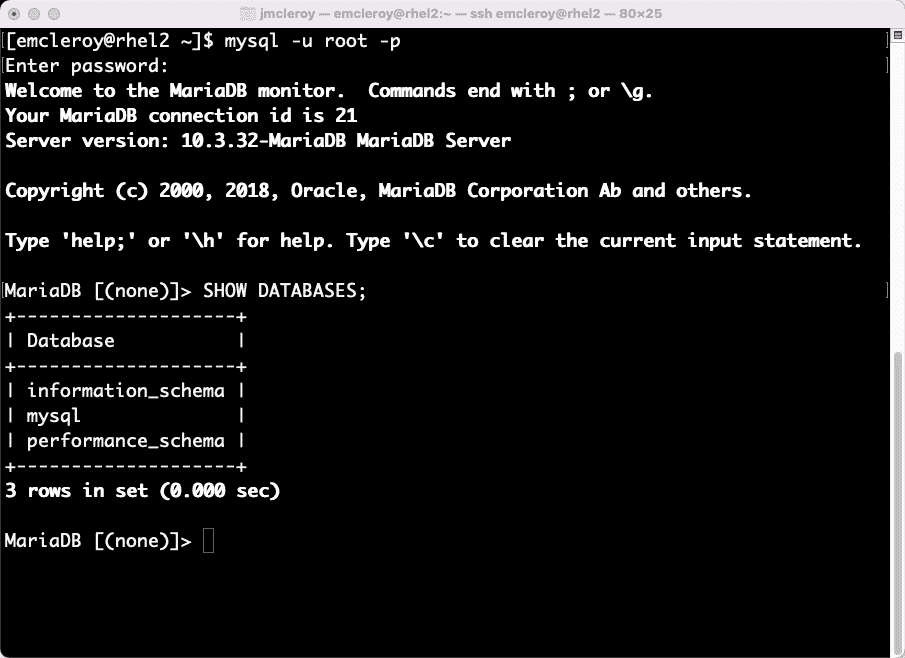 jmcleroy — emcleroy@rhel2:~ — ssh emcleroy@rhel2 — 80×25
[emcleroy@rhel2 ~]$ mysql -u root -p
Enter password:
Welcome to the MariaDB monitor.  Commands end with ; or \g.
Your MariaDB connection id is 21
Server version: 10.3.32-MariaDB MariaDB Server
Copyright (c) 2000, 2018, Oracle, MariaDB Corporation Ab and others.
Type 'help;' or '\h' for help. Type '\c' to clear the current input statement.
MariaDB [(none)]> SHOW DATABASES;
+--------------------+
| Database           |
+--------------------+
| information_schema |
| mysql              |
| performance_schema |
+--------------------+
3 rows in set (0.000 sec)
MariaDB [(none)]>